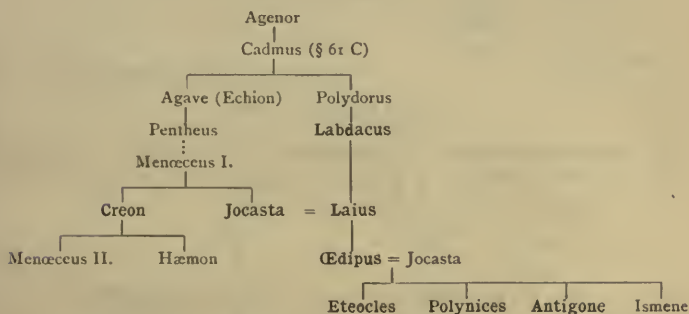 Agenor
Cadmus (§ 61 C)
Agave (Echion) Polydorus
Pentheus Labdacus
Menœceus I.
Creon Jocasta = Laius
Menœceus II. Hæmon Œdipus = Jocasta
Eteocles Polynices Antigone Ismene